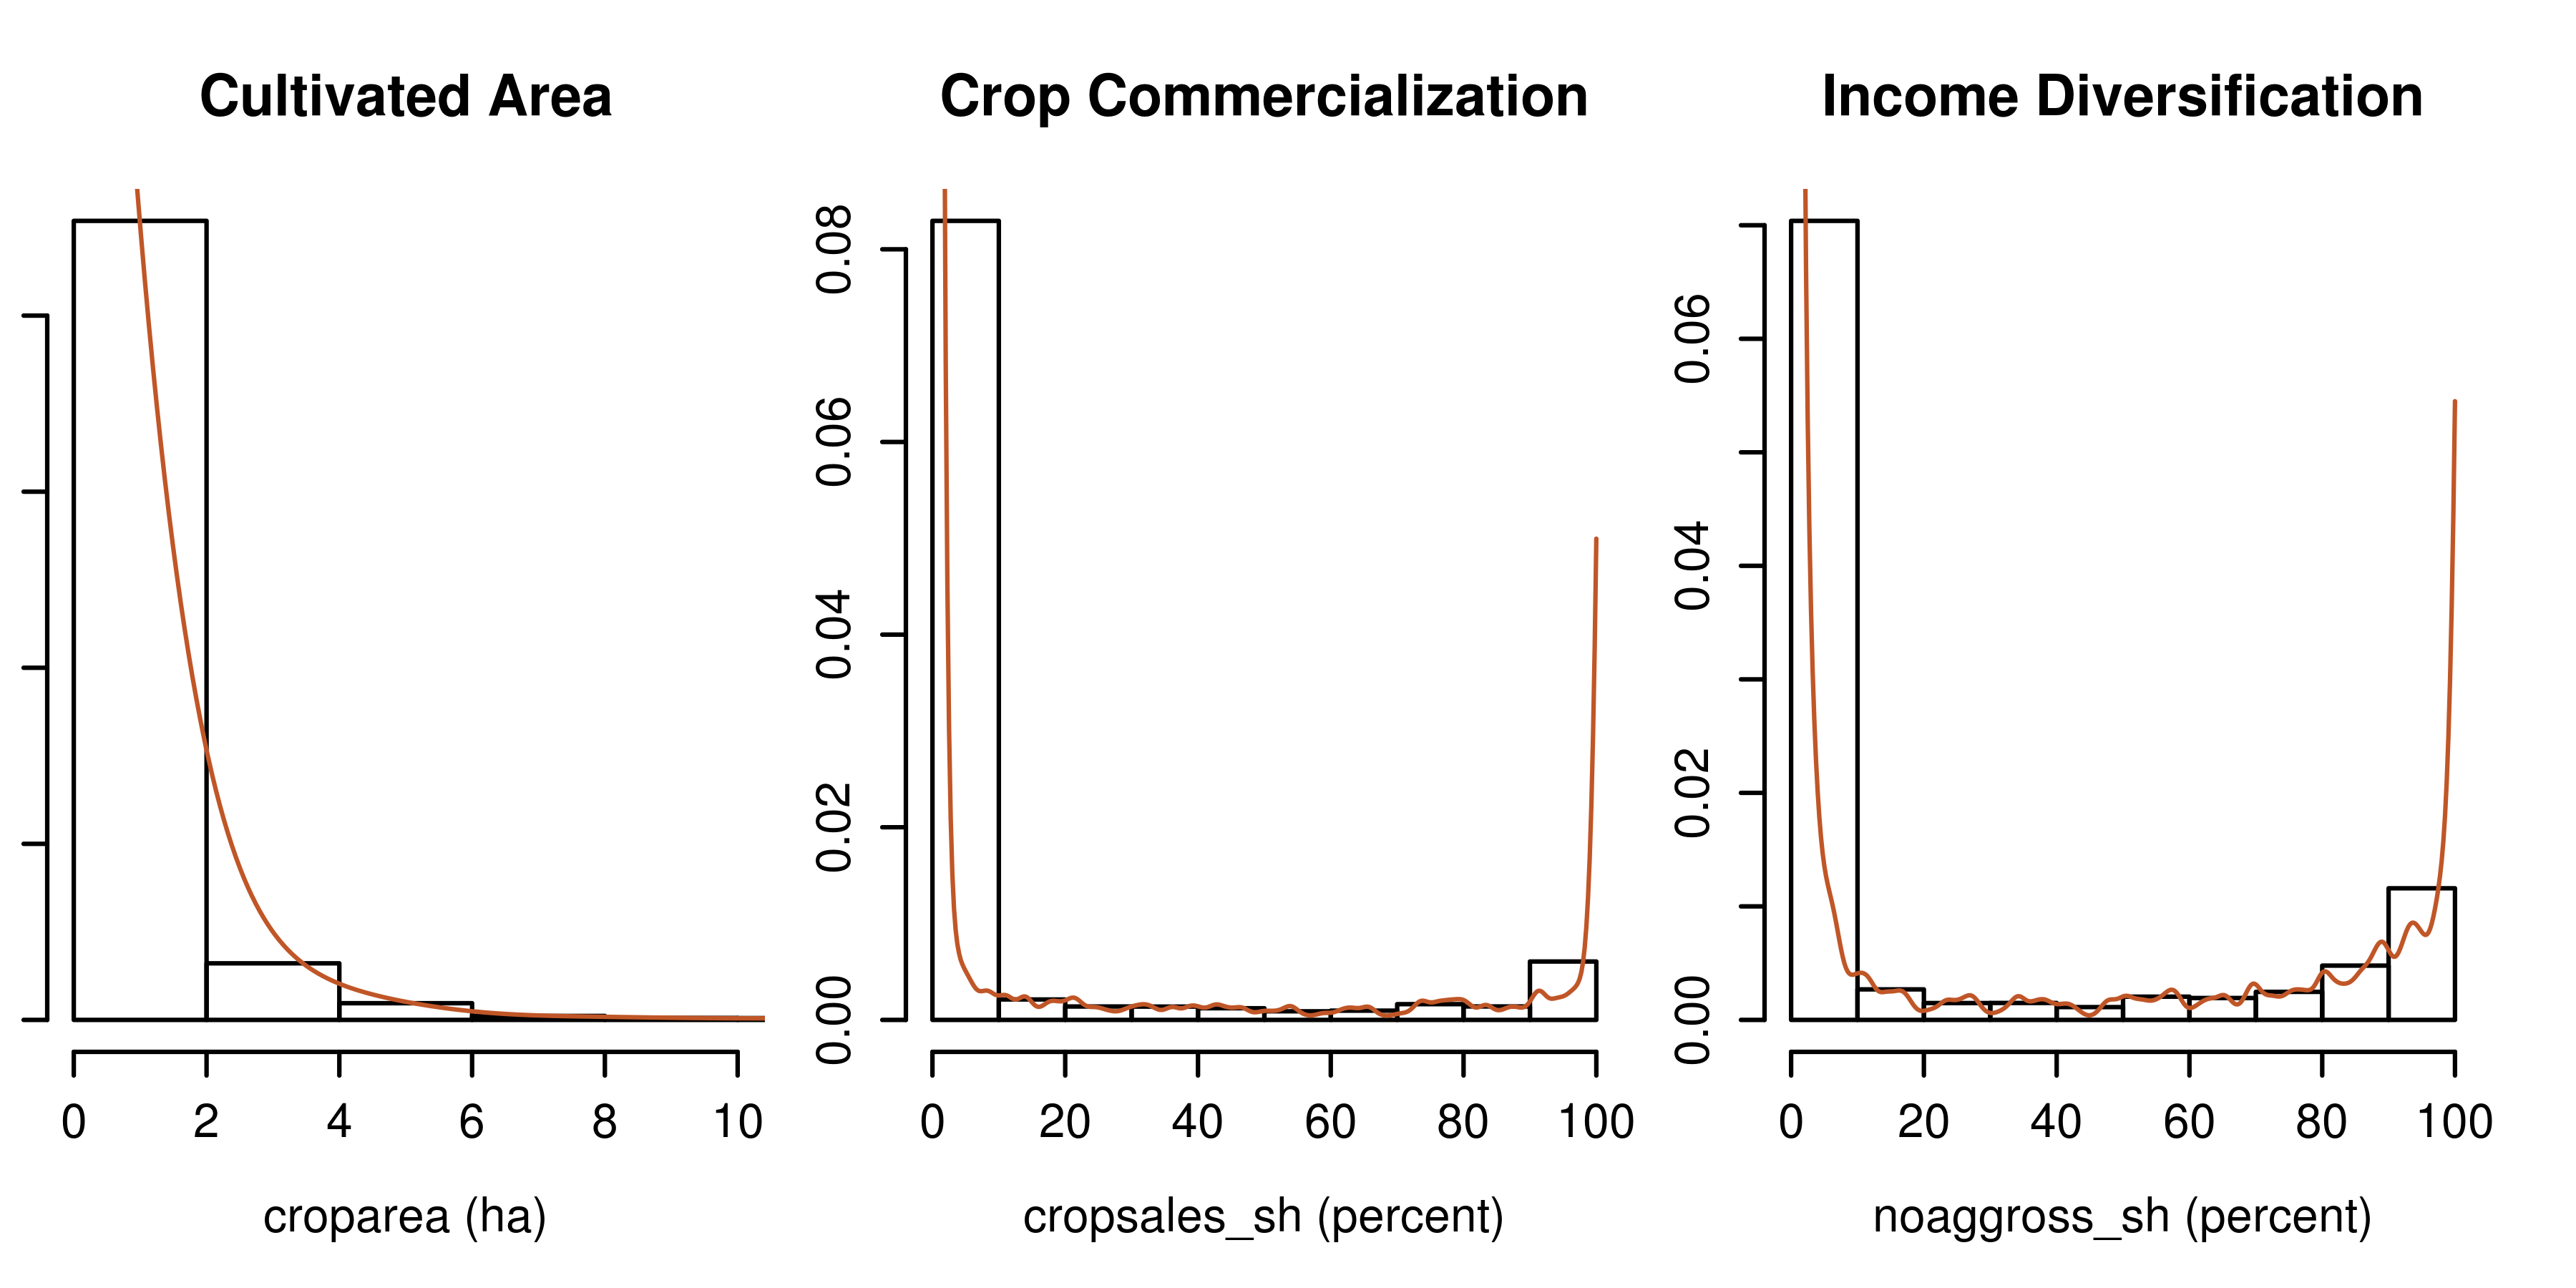 Cultivated Area
0 2 4 6 8 10
croparea (ha)
Crop Commercialization
0.08
0.06
0.04
0.02
0.00
0 20 40 60 80 100
cropsales_sh (percent)
Income Diversification
0.06
0.04
0.02
0.00
0 20 40 60 80 100
noaggross_sh (percent)